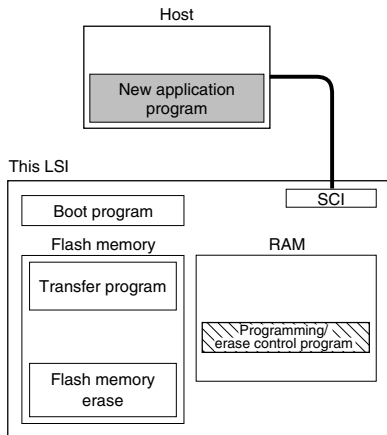 Host
New application
program
This LSI
SCI
Boot program
Flash memory
RAM
Transfer program
Programming/
erase control program
Flash memory
erase